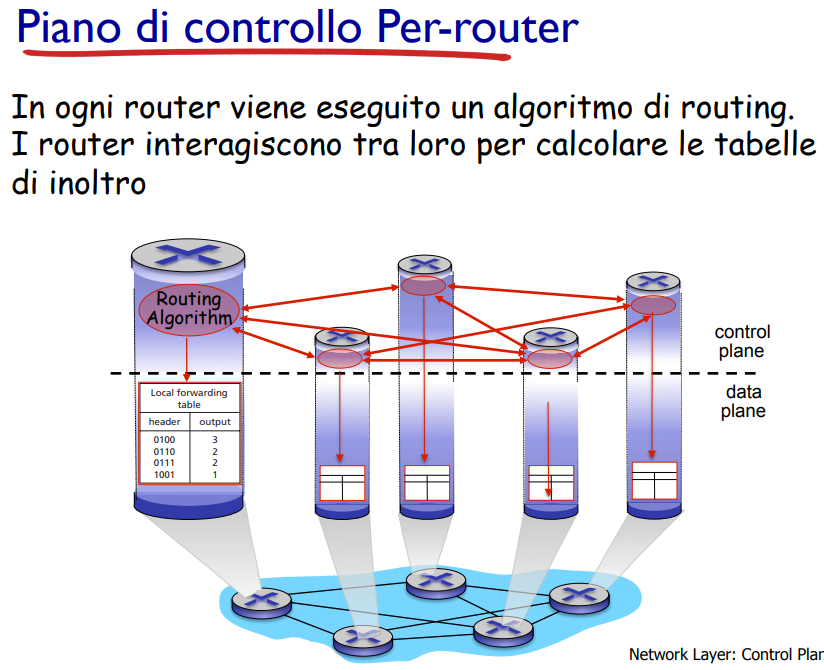 Piano di controllo Per-router
In ogni router viene eseguito un algoritmo di routing.
I router interagiscono tra loro per calcolare le tabelle
di inoltro
Routing
Algorithm
control
plane
data
plane
Local forwarding
table
header output
0100 3
0110 2
0111 2
1001 1
Network Layer: Control Plan